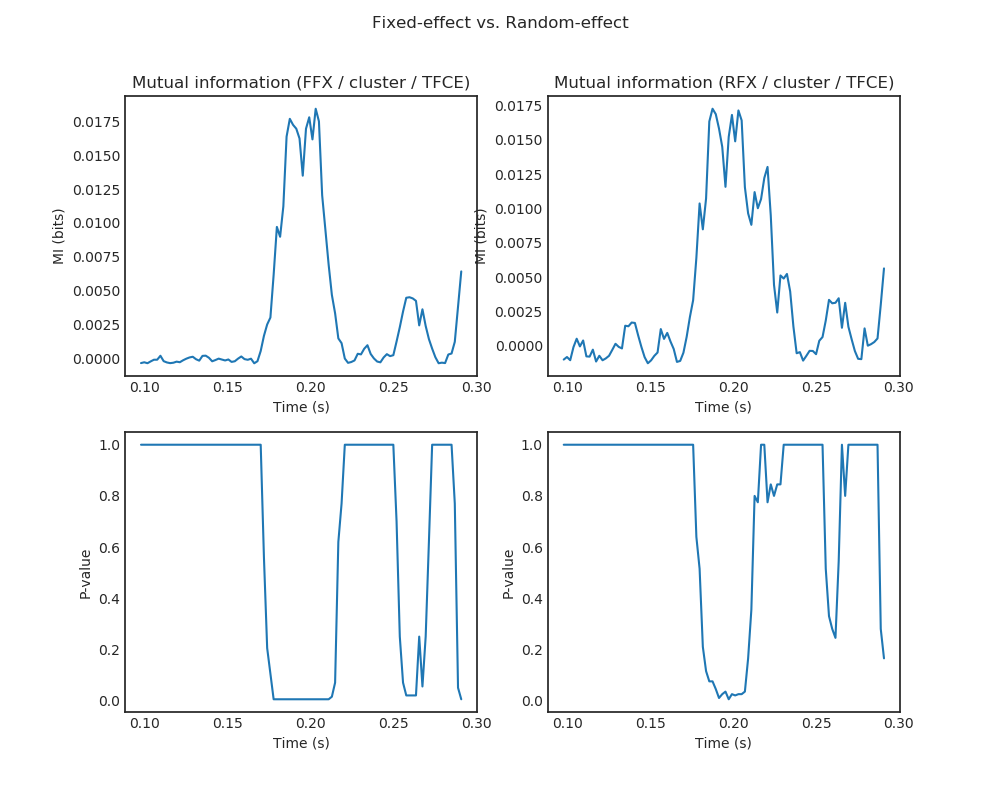 Fixed-effect vs. Random-effect
Mutual information (FFX / cluster / TFCE)
0.0175
0.0150
0.0125
0.0100
0.0075
0.0050
0.0025
0.0000
MI (bits)
0.10 0.15 0.20 0.25 0.30
Time (s)
Mutual information (RFX / cluster / TFCE)
0.0175
0.0150
0.0125
0.0100
0.0075
0.0050
0.0025
0.0000
MI (bits)
0.10 0.15 0.20 0.25 0.30
Time (s)
1.0
0.8
0.6
0.4
0.2
0.0
P-value
0.10 0.15 0.20 0.25 0.30
Time (s)
1.0
0.8
0.6
0.4
0.2
0.0
P-value
0.10 0.15 0.20 0.25 0.30
Time (s)